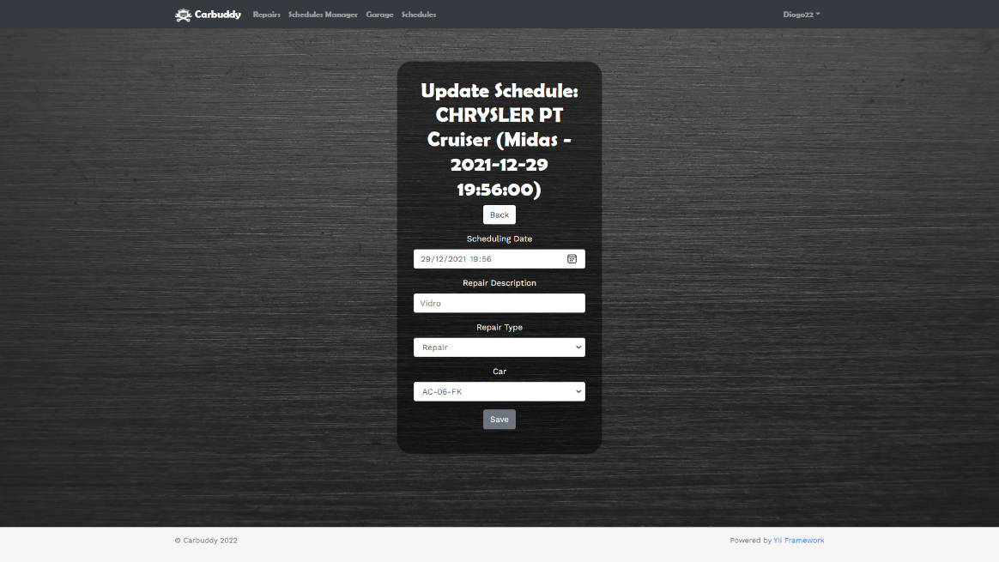 Carbuddy Repairs Schedules Manager Garage Schedules Diogo22
Update Schedule:
CHRYSLER PT
Cruiser (Midas -
2021-12-29
19:56:00)
Back
Scheduling Date
29/12/2021 19:56
Repair Description
Vidro
Repair Type
Repair
Car
AC-06-FK
Save
© Carbuddy 2022 Powered by Yii Framework